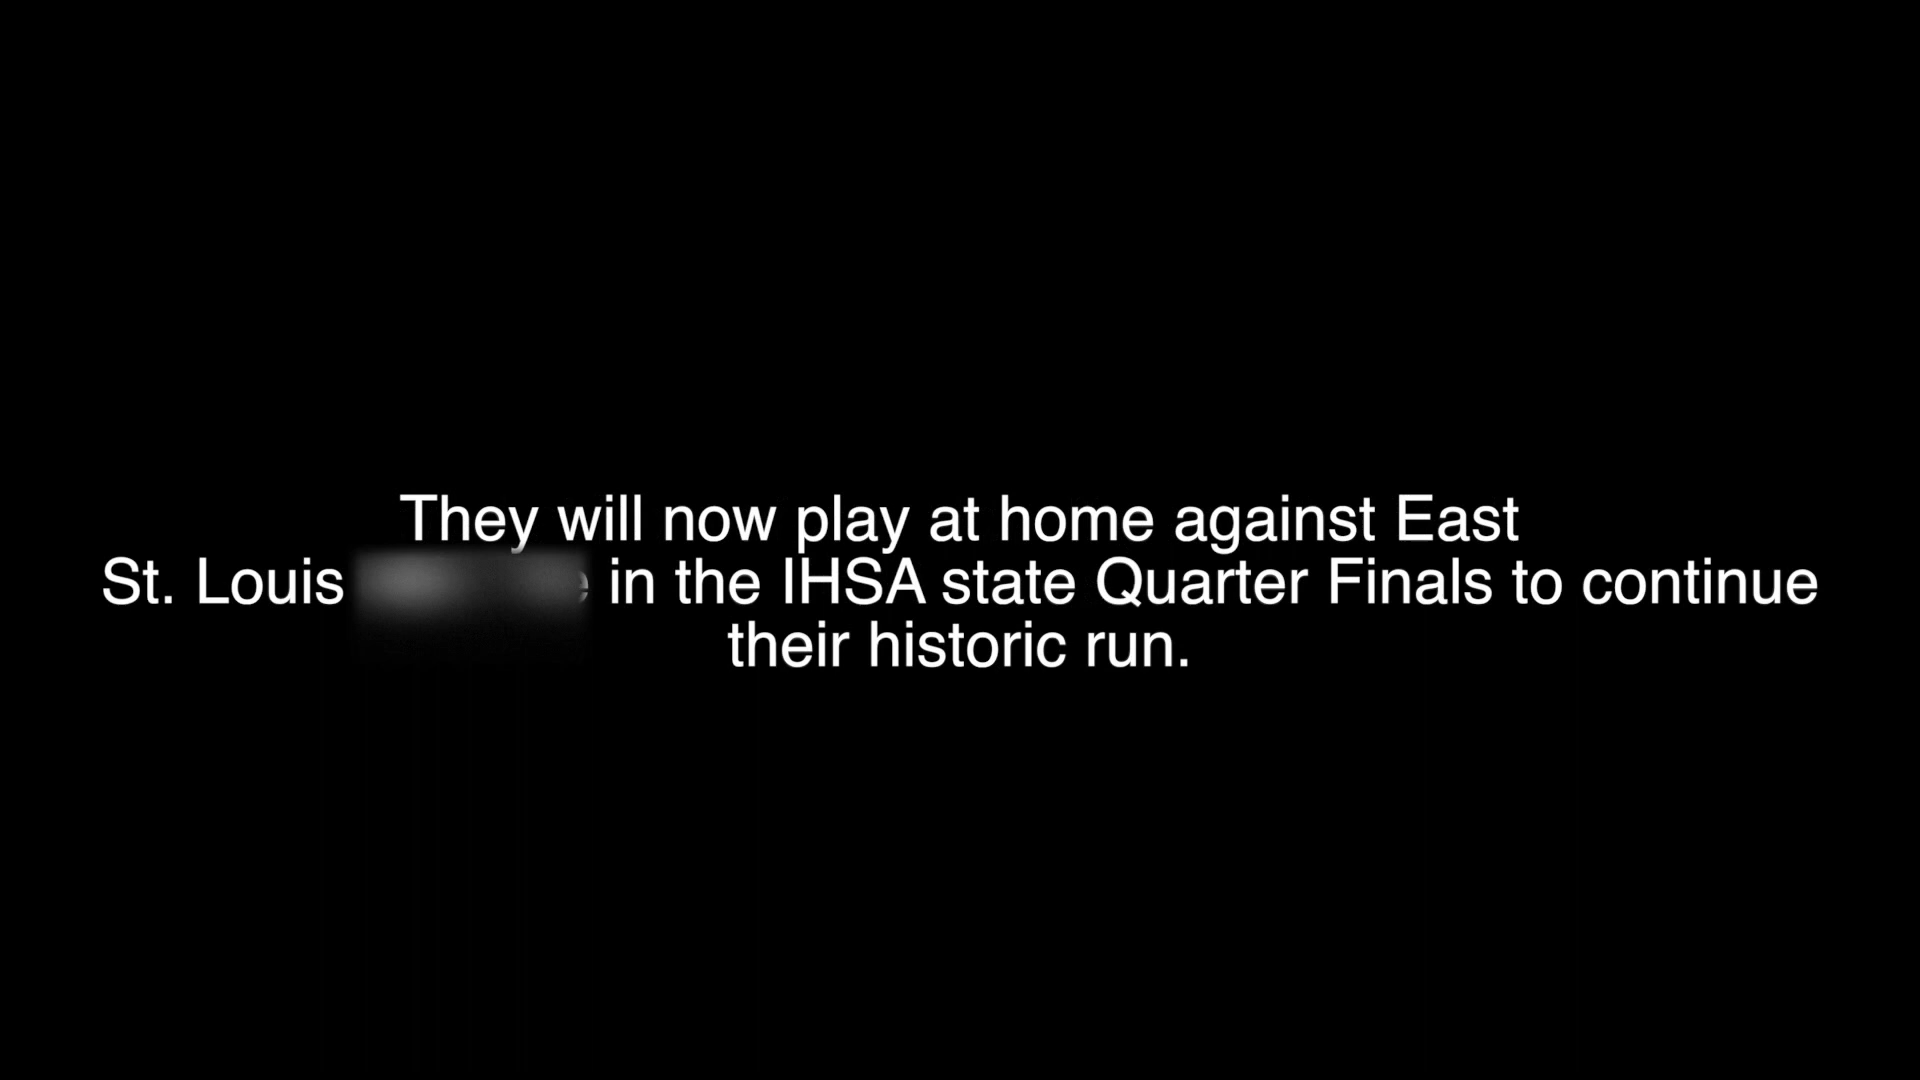 They will now play at home against East
St. Louis in the IHSA state Quarter Finals to continue
their historic run.